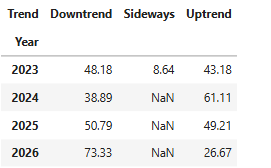 Trend Downtrend Sideways Uptrend
Year
2023 48.18 8.64 43.18
2024 38.89 NaN 61.11
2025 50.79 NaN 49.21
2026 73.33 NaN 26.67